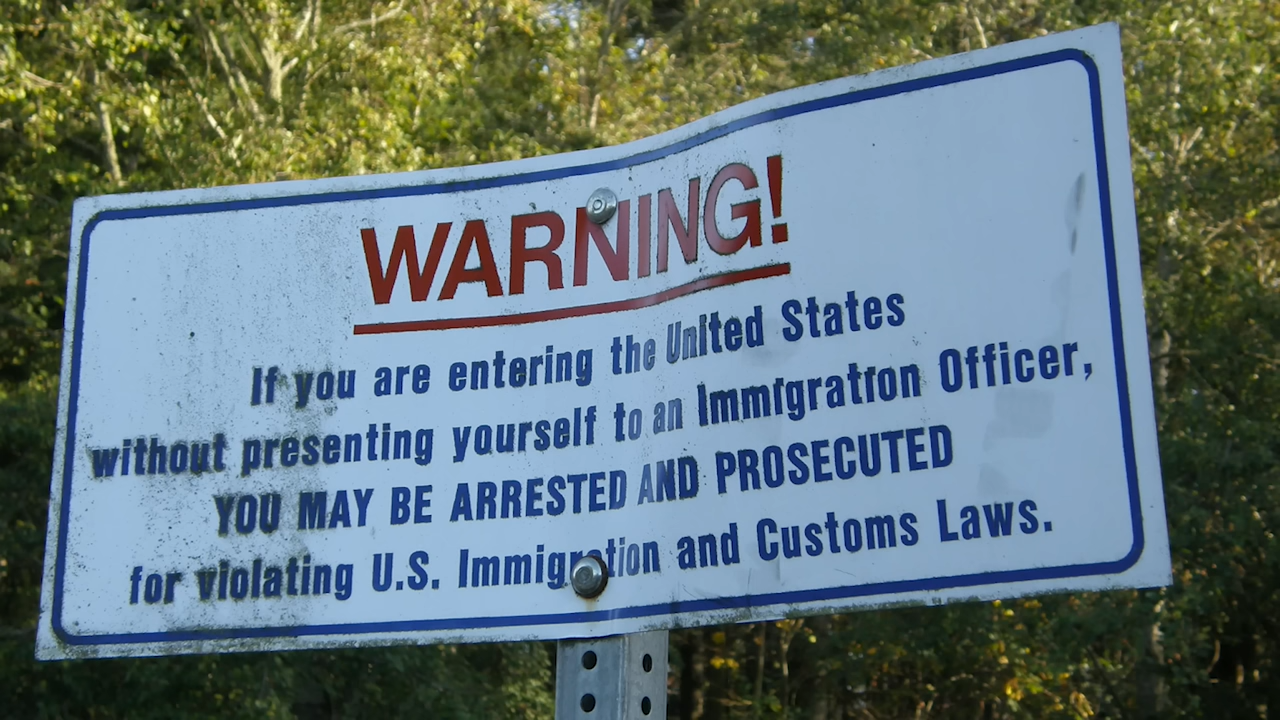 WARNING!
If you are entering the United States
without presenting yourself to an Immigration Officer,
YOU MAY BE ARRESTED AND PROSECUTED
for violating U.S. Immigration and Customs Laws.